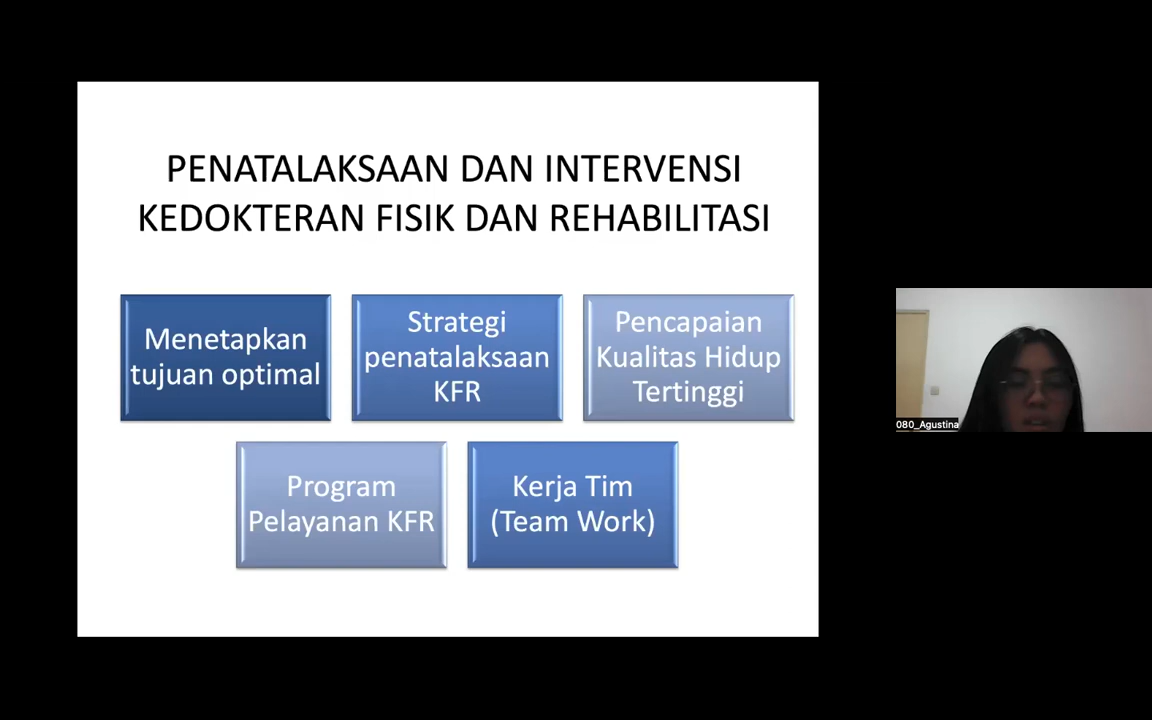 PENATALAKSAAN DAN INTERVENSI
KEDOKTERAN FISIK DAN REHABILITASI
Menetapkan
tujuan optimal
Strategi
penatalaksaan
KFR
Pencapaian
Kualitas Hidup
Tertinggi
Program
Pelayanan KFR
Kerja Tim
(Team Work)
080_Agustina